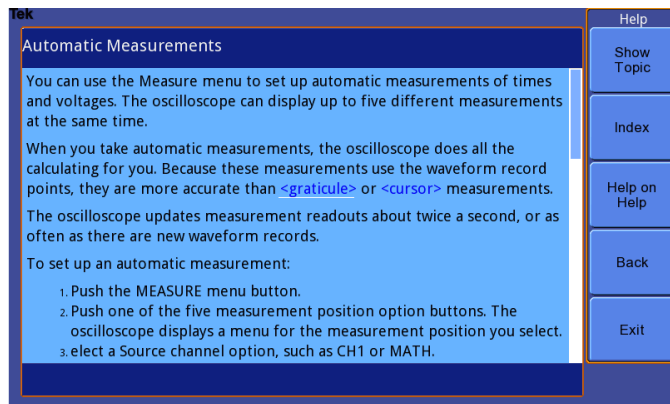 Tek
Automatic Measurements
You can use the Measure menu to set up automatic measurements of times
and voltages. The oscilloscope can display up to five different measurements
at the same time.
When you take automatic measurements, the oscilloscope does all the
calculating for you. Because these measurements use the waveform record
points, they are more accurate than <graticule> or <cursor> measurements.
The oscilloscope updates measurement readouts about twice a second, or as
often as there are new waveform records.
To set up an automatic measurement:
1. Push the MEASURE menu button.
2. Push one of the five measurement position option buttons. The
oscilloscope displays a menu for the measurement position you select.
3. elect a Source channel option, such as CH1 or MATH.
Help
Show
Topic
Index
Help on
Help
Back
Exit